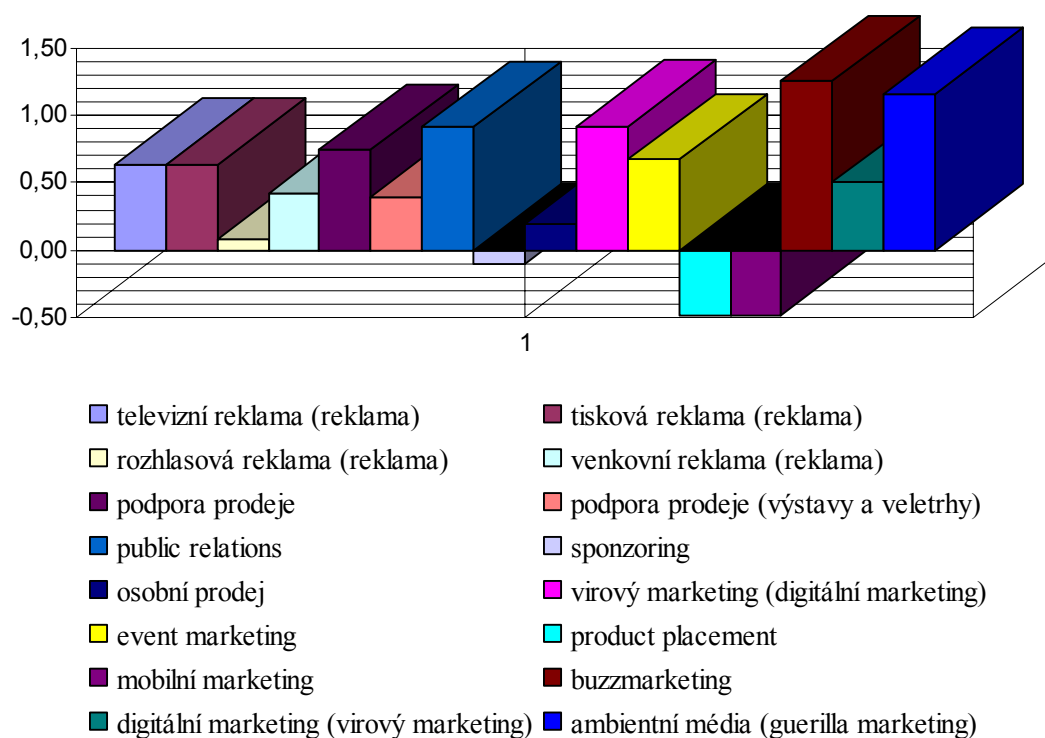 1,50
1,00
0,50
0,00
-0,50
1
televizní reklama (reklama) tisková reklama (reklama)
rozhlasová reklama (reklama) venkovní reklama (reklama)
podpora prodeje podpora prodeje (výstavy a veletrhy)
public relations sponzoring
osobní prodej virový marketing (digitální marketing)
event marketing product placement
mobilní marketing buzzmarketing
digitální marketing (virový marketing) ambientní média (guerilla marketing)